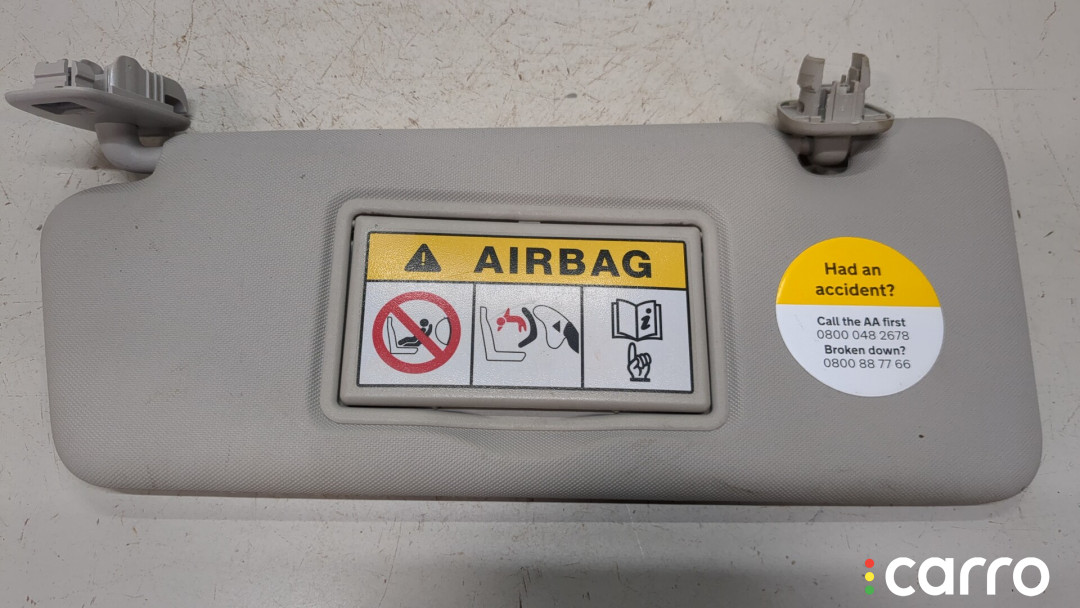 AIRBAG
Had an
accident?
Call the AA first
0800 048 2678
Broken down?
0800 88 77 66
carro